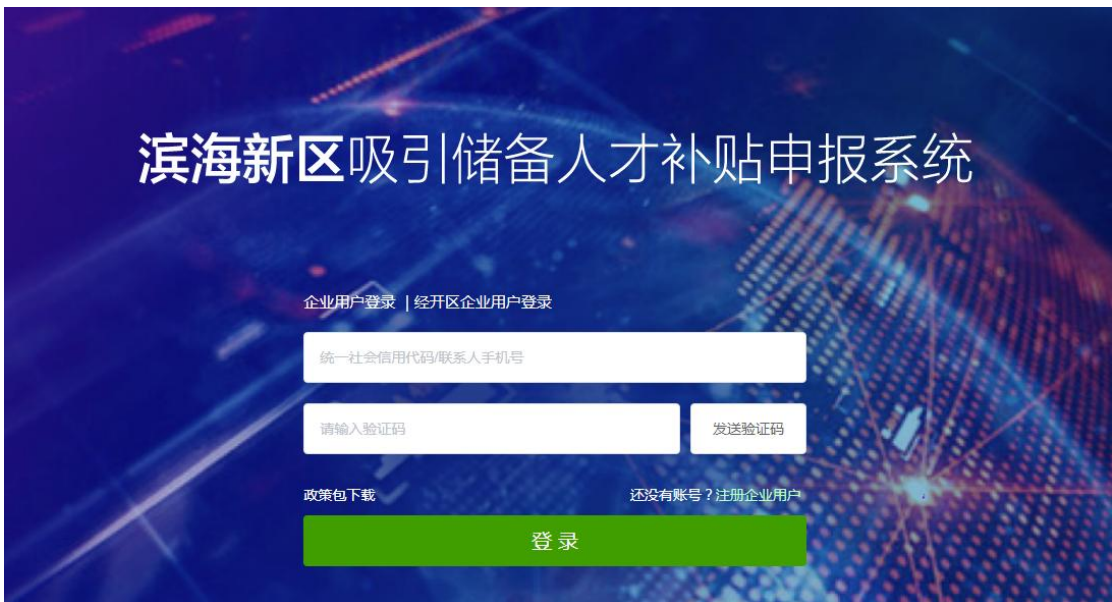 滨海新区吸引储备人才补贴申报系统
企业用户登录 | 经开区企业用户登录
统一社会信用代码/联系人手机号
请输入验证码 发送验证码
政策包下载 还没有账号？注册企业用户
登录